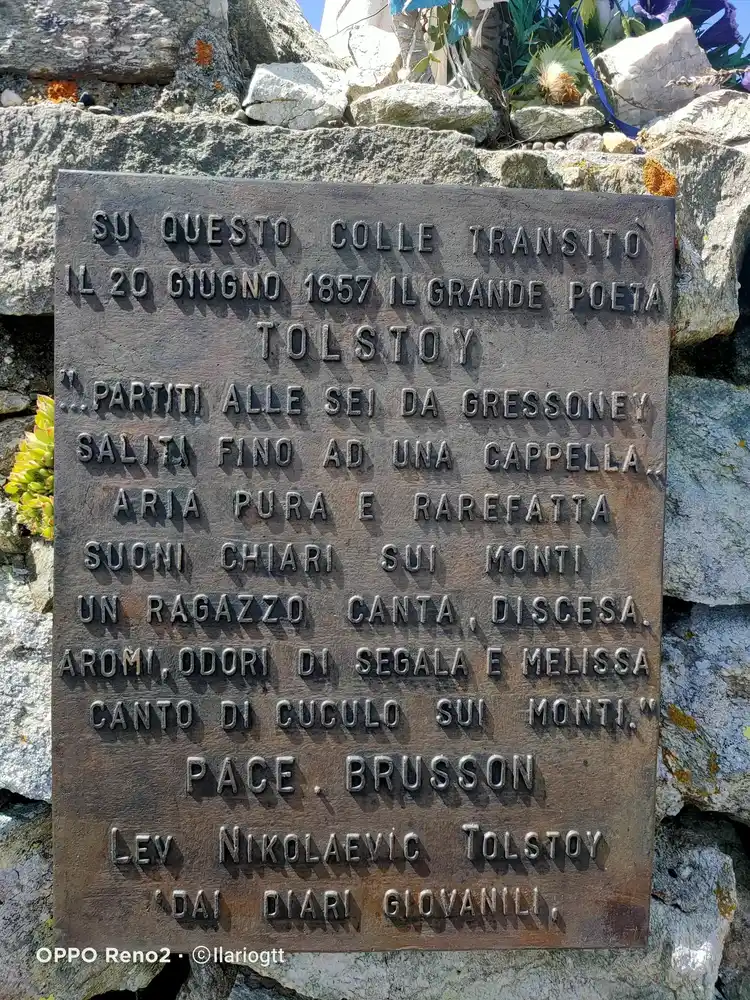 SU QUESTO COLLE TRANSITÒ
IL 20 GIUGNO 1857 IL GRANDE POETA
TOLSTOY
"...PARTITI ALLE SEI DA GRESSONEY
SALITI FINO AD UNA CAPPELLA..
ARIA PURA E RAREFATTA
SUONI CHIARI SUI MONTI
UN RAGAZZO CANTA, DISCESA.
AROMI, ODORI DI SEGALA E MELISSA
CANTO DI CUCULO SUI MONTI."
PACE. BRUSSON
LEV NIKOLAEVIC TOLSTOY
'DAI DIARI GIOVANILI,
OPPO Reno2 · ©Ilariogtt